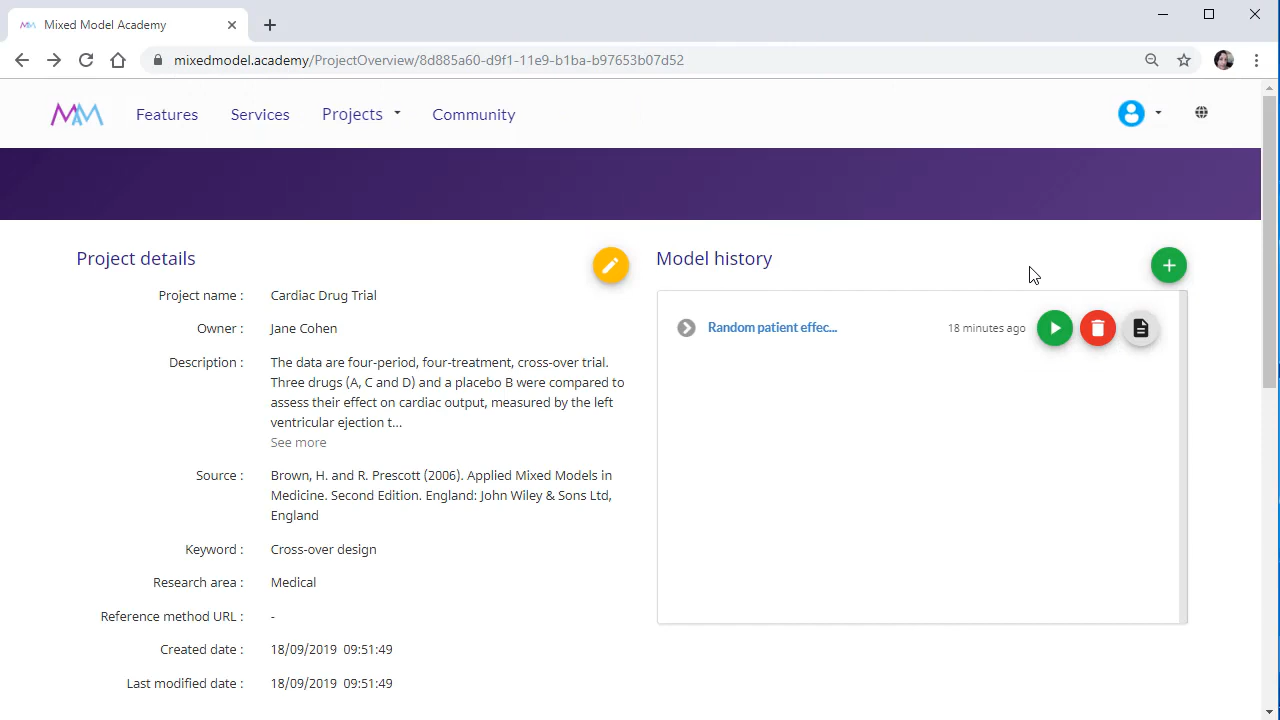 Mixed Model Academy
mixedmodel.academy/ProjectOverview/8d885a60-d9f1-11e9-b1ba-b97653b07d52
Features Services Projects Community
Project details
Project name : Cardiac Drug Trial
Owner : Jane Cohen
Description : The data are four-period, four-treatment, cross-over trial.
Three drugs (A, C and D) and a placebo B were compared to
assess their effect on cardiac output, measured by the left
ventricular ejection t...
See more
Source : Brown, H. and R. Prescott (2006). Applied Mixed Models in
Medicine. Second Edition. England: John Wiley & Sons Ltd,
England
Keyword : Cross-over design
Research area : Medical
Reference method URL : -
Created date : 18/09/2019 09:51:49
Last modified date : 18/09/2019 09:51:49
Model history
Random patient effec... 18 minutes ago